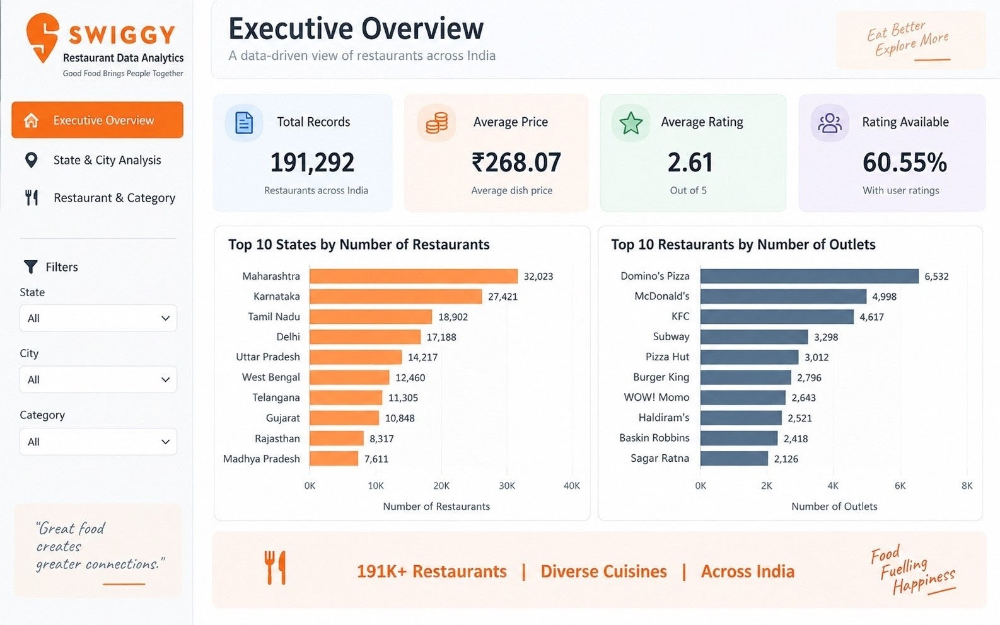 SWIGGY
Restaurant Data Analytics
Good Food Brings People Together
Executive Overview
State & City Analysis
Restaurant & Category
Filters
State
All
City
All
Category
All
“Great food
creates
greater connections.”
Executive Overview
A data-driven view of restaurants across India
Eat Better
Explore More
Total Records
191,292
Restaurants across India
Average Price
₹268.07
Average dish price
Average Rating
2.61
Out of 5
Rating Available
60.55%
With user ratings
Top 10 States by Number of Restaurants
Maharashtra 32,023
Karnataka 27,421
Tamil Nadu 18,902
Delhi 17,188
Uttar Pradesh 14,217
West Bengal 12,460
Telangana 11,305
Gujarat 10,848
Rajasthan 8,317
Madhya Pradesh 7,611
0K 10K 20K 30K 40K
Number of Restaurants
Top 10 Restaurants by Number of Outlets
Domino's Pizza 6,532
McDonald's 4,998
KFC 4,617
Subway 3,298
Pizza Hut 3,012
Burger King 2,796
WOW! Momo 2,643
Haldiram's 2,521
Baskin Robbins 2,418
Sagar Ratna 2,126
0K 2K 4K 6K 8K
Number of Outlets
191K+ Restaurants | Diverse Cuisines | Across India
Food
Fuelling
Happiness